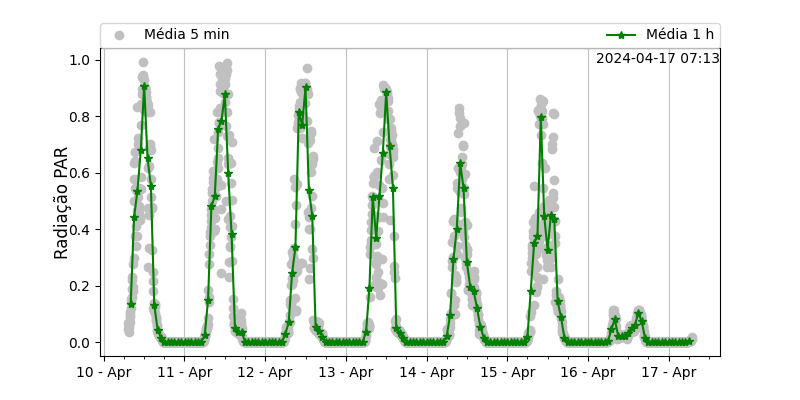 Média 5 min
Média 1 h
2024-04-17 07:13
1.0
0.8
0.6
0.4
0.2
0.0
Radiação PAR
10 - Apr
11 - Apr
12 - Apr
13 - Apr
14 - Apr
15 - Apr
16 - Apr
17 - Apr